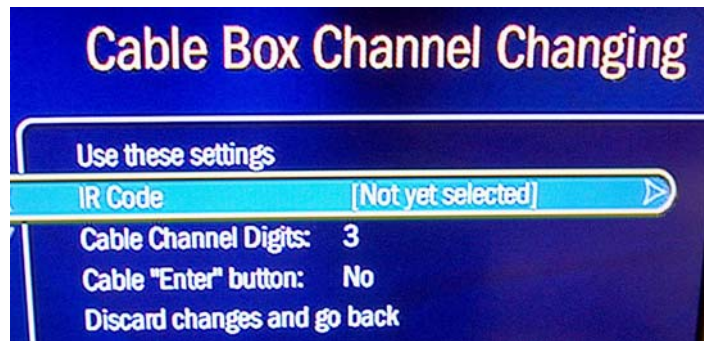 Cable Box Channel Changing
Use these settings
IR Code [Not yet selected]
Cable Channel Digits: 3
Cable "Enter" button: No
Discard changes and go back